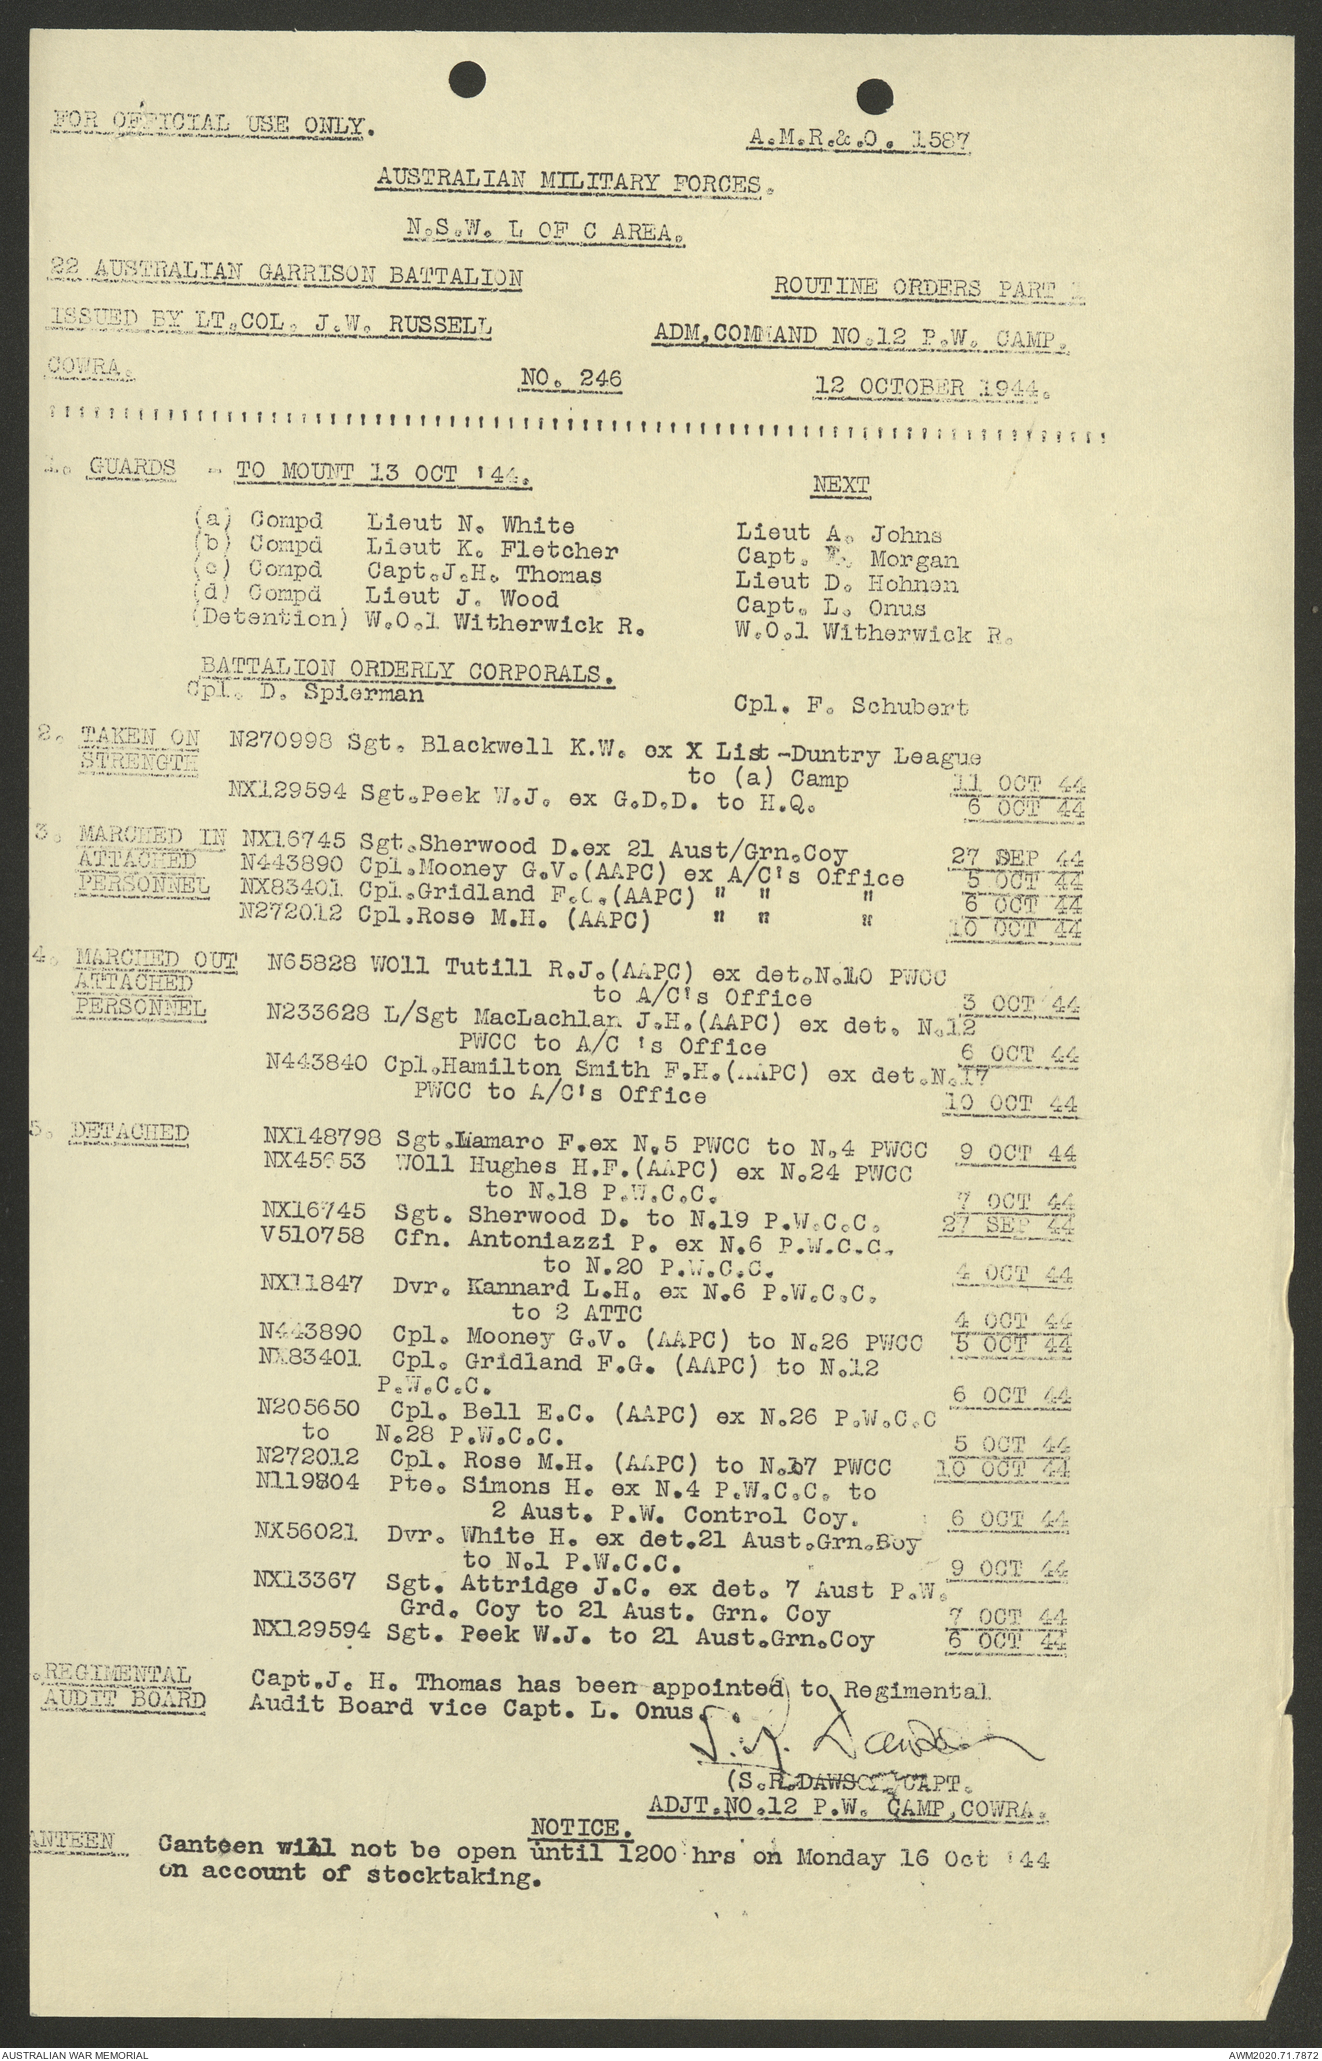 FOR OFFICIAL USE ONLY.
A.M.R.&.O. 1587
AUSTRALIAN MILITARY FORCES.
N.S.W. L OF C AREA.
22 AUSTRALIAN GARRISON BATTALION
ROUTINE ORDERS PART 1
ISSUED BY LT.COL. J.W. RUSSELL
ADM,COMMAND NO.12 P.W. CAMP.
COWRA.
NO. 246
12 OCTOBER 1944.
1. GUARDS - TO MOUNT 13 OCT '44.
NEXT
(a) Compd Lieut N. White Lieut A. Johns
(b) Compd Lieut K. Fletcher Capt. Morgan
(c) Compd Capt.J.H. Thomas Lieut D. Hohnen
(d) Compd Lieut J. Wood Capt. L. Onus
(Detention) W.O.1 Witherwick R. W.O.1 Witherwick R.
BATTALION ORDERLY CORPORALS.
Cpl. D. Spierman Cpl. F. Schubert
2. TAKEN ON N270998 Sgt. Blackwell K.W. ex X List-Duntry League
STRENGTH to (a) Camp 11 OCT 44
NX129594 Sgt.Peek W.J. ex G.D.D. to H.Q. 6 OCT 44
3. MARCHED IN NX16745 Sgt.Sherwood D.ex 21 Aust/Grn.Coy 27 SEP 44
ATTACHED N443890 Cpl.Mooney G.V.(AAPC) ex A/C's Office 5 OCT 44
PERSONNEL NX83401 Cpl.Gridland F.G.(AAPC) " " " 6 OCT 44
N272012 Cpl.Rose M.H. (AAPC) " " " 10 OCT 44
4. MARCHED OUT N65828 WO11 Tutill R.J.(AAPC) ex det.N.10 PWCC
ATTACHED to A/C's Office 3 OCT 44
PERSONNEL N233628 L/Sgt MacLachlan J.H.(AAPC) ex det. N.12
PWCC to A/C 's Office 6 OCT 44
N443840 Cpl.Hamilton Smith F.H.(AAPC) ex det.N.17
PWCC to A/C's Office 10 OCT 44
5. DETACHED NX148798 Sgt.Lamaro F.ex N.5 PWCC to N.4 PWCC 9 OCT 44
NX45653 WO11 Hughes H.F.(AAPC) ex N.24 PWCC
to N.18 P.W.C.C. 7 OCT 44
NX16745 Sgt. Sherwood D. to N.19 P.W.C.C. 27 SEP 44
V510758 Cfn. Antoniazzi P. ex N.6 P.W.C.C.
to N.20 P.W.C.C. 4 OCT 44
NX11847 Dvr. Kannard L.H. ex N.6 P.W.C.C.
to 2 ATTC 4 OCT 44
N443890 Cpl. Mooney G.V. (AAPC) to N.26 PWCC 5 OCT 44
NX83401 Cpl. Gridland F.G. (AAPC) to N.12
P.W.C.C. 6 OCT 44
N205650 Cpl. Bell E.C. (AAPC) ex N.26 P.W.C.C
to N.28 P.W.C.C. 5 OCT 44
N272012 Cpl. Rose M.H. (AAPC) to N.17 PWCC 10 OCT 44
N119804 Pte. Simons H. ex N.4 P.W.C.C. to
2 Aust. P.W. Control Coy. 6 OCT 44
NX56021 Dvr. White H. ex det.21 Aust.Grn.Boy
to N.1 P.W.C.C. 9 OCT 44
NX13367 Sgt. Attridge J.C. ex det. 7 Aust P.W.
Grd. Coy to 21 Aust. Grn. Coy 7 OCT 44
NX129594 Sgt. Peek W.J. to 21 Aust.Grn.Coy 6 OCT 44
.REGIMENTAL Capt.J. H. Thomas has been appointed to Regimental
AUDIT BOARD Audit Board vice Capt. L. Onus.
S.R. Dawson
(S.R.DAWSON)CAPT.
ADJT.NO.12 P.W. CAMP,COWRA.
NOTICE.
ANTEEN Canteen will not be open until 1200 hrs on Monday 16 Oct '44
on account of stocktaking.
AUSTRALIAN WAR MEMORIAL
AWM2020.71.7872